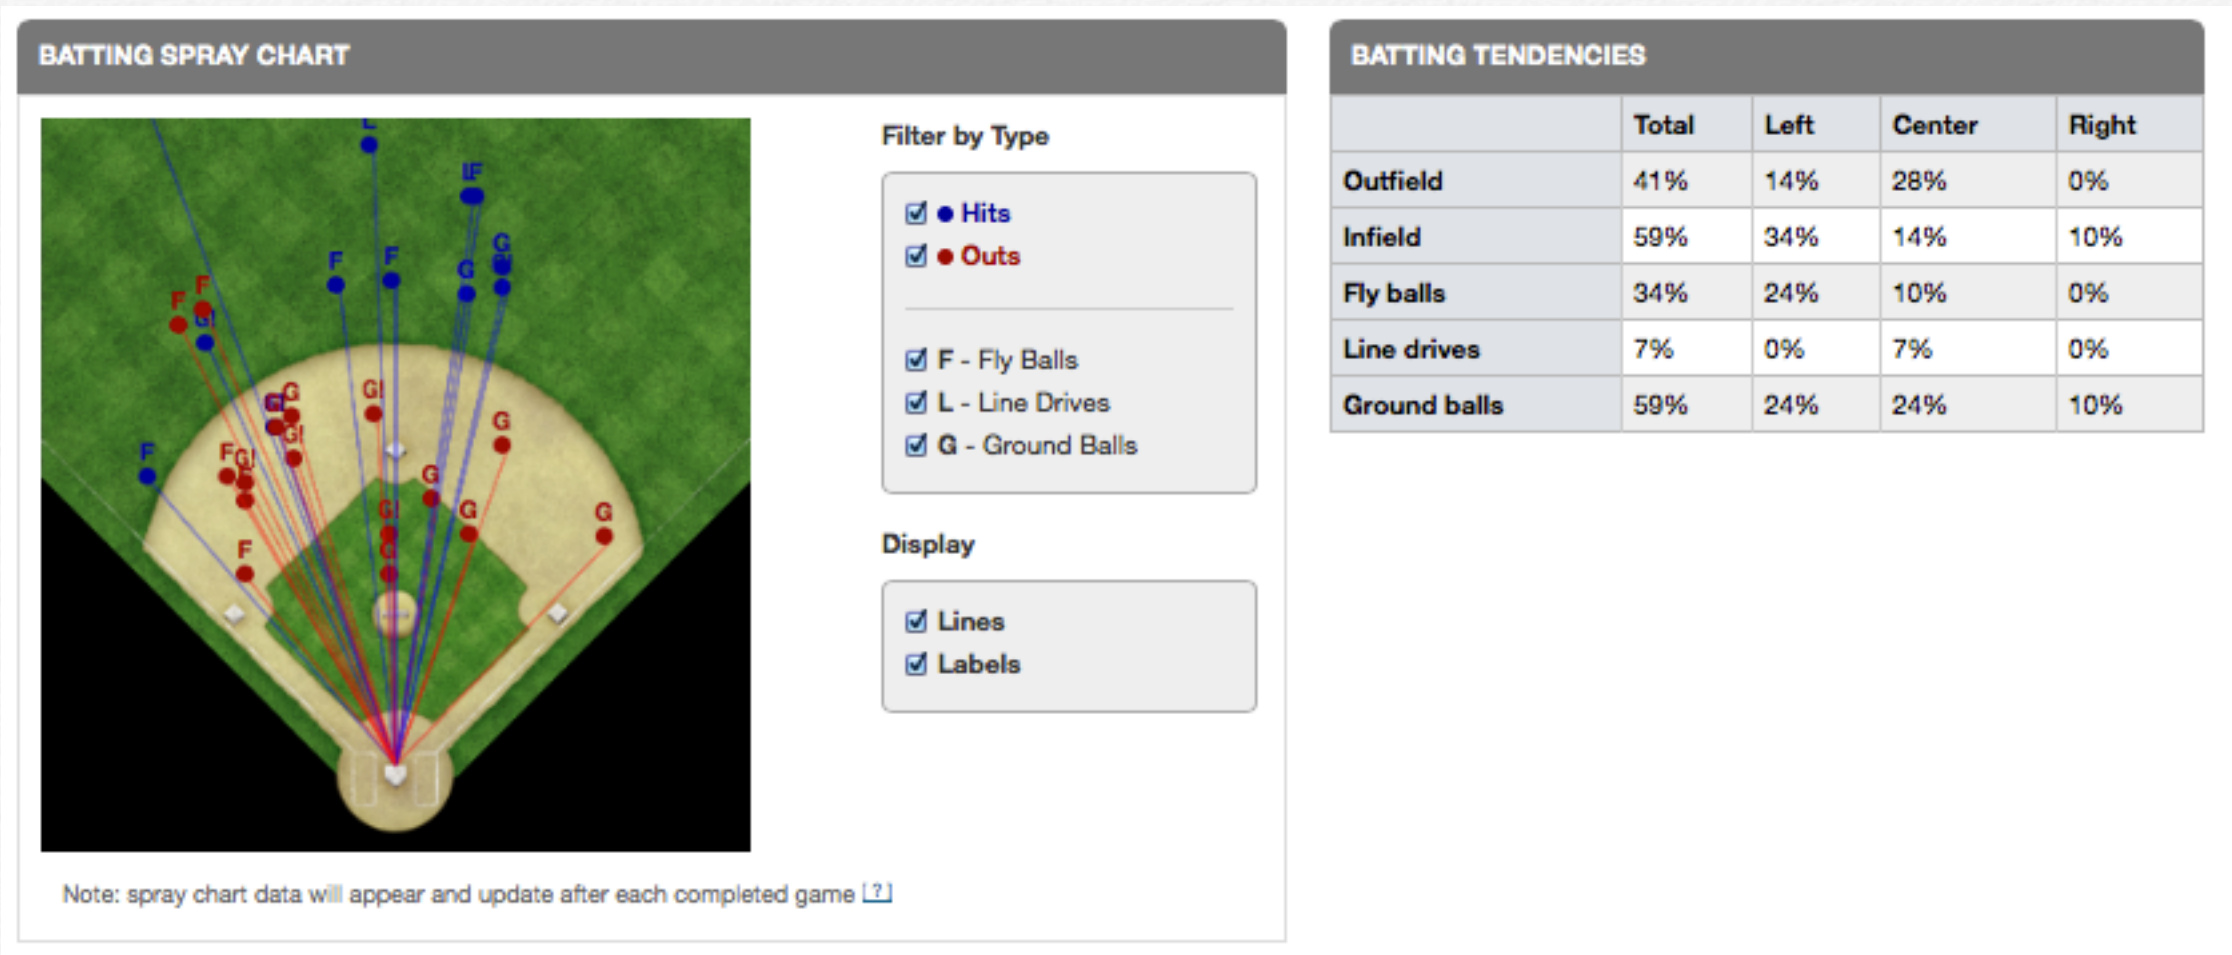 BATTING SPRAY CHART
L
F
F
G
G
F
F
G
G
G!
G
G!
F
F
G!
G
G
G
G!
G
G
F
Filter by Type
Hits
Outs
F - Fly Balls
L - Line Drives
G - Ground Balls
Display
Lines
Labels
Note: spray chart data will appear and update after each completed game [?]
BATTING TENDENCIES
Total Left Center Right
Outfield 41% 14% 28% 0%
Infield 59% 34% 14% 10%
Fly balls 34% 24% 10% 0%
Line drives 7% 0% 7% 0%
Ground balls 59% 24% 24% 10%